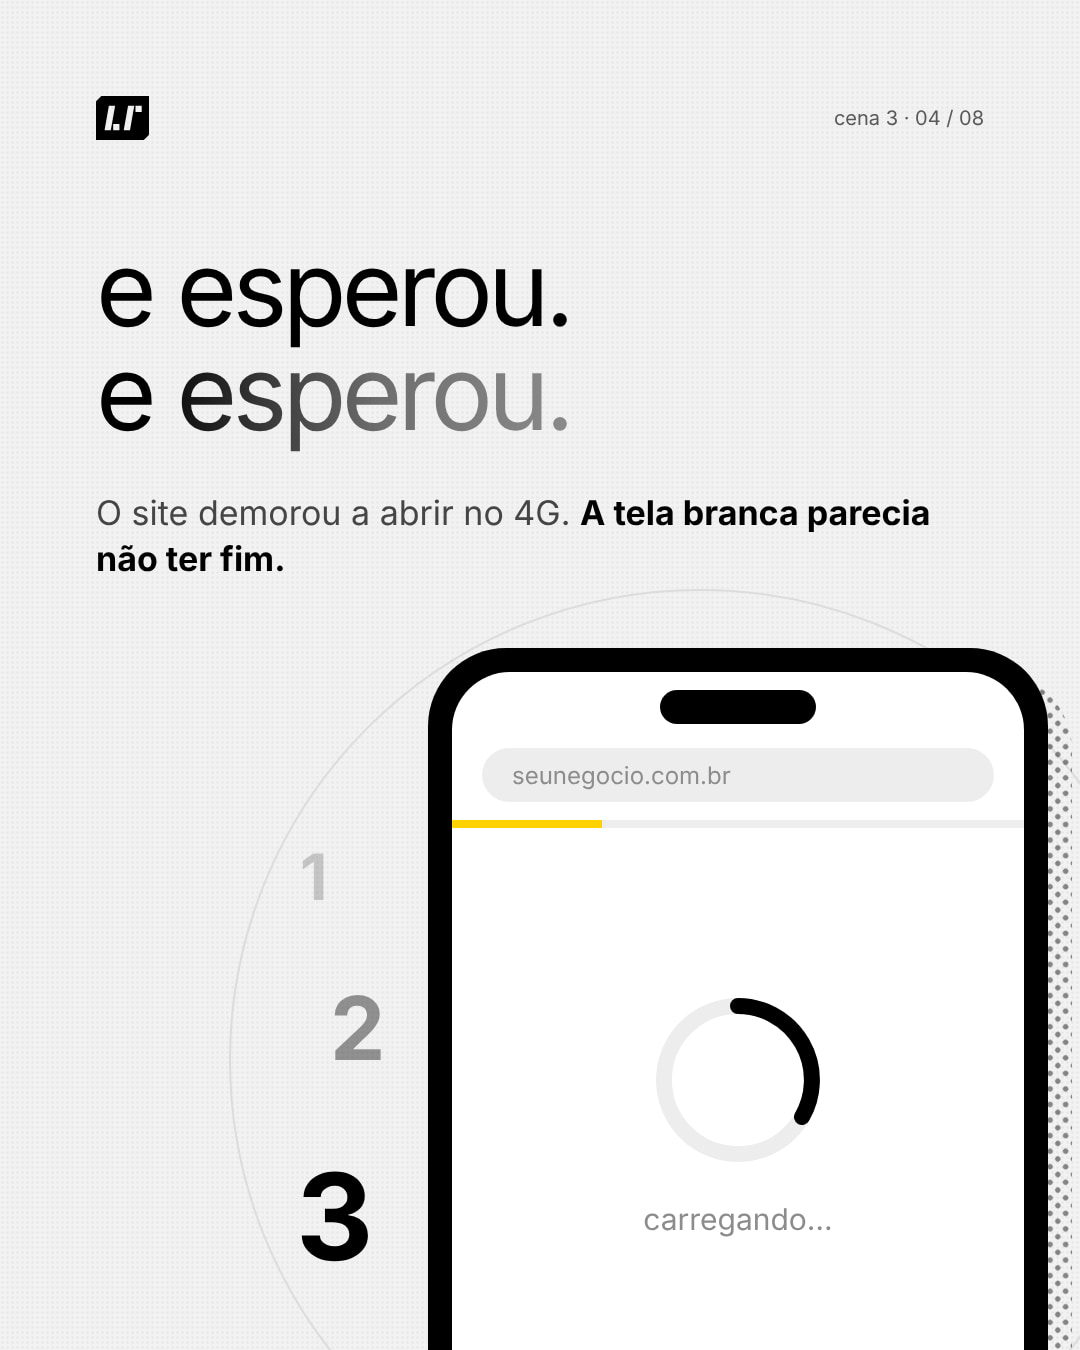 cena 3 · 04 / 08
e esperou.
e esperou.
O site demorou a abrir no 4G. A tela branca parecia
não ter fim.
seunegocio.com.br
1
2
3
carregando...